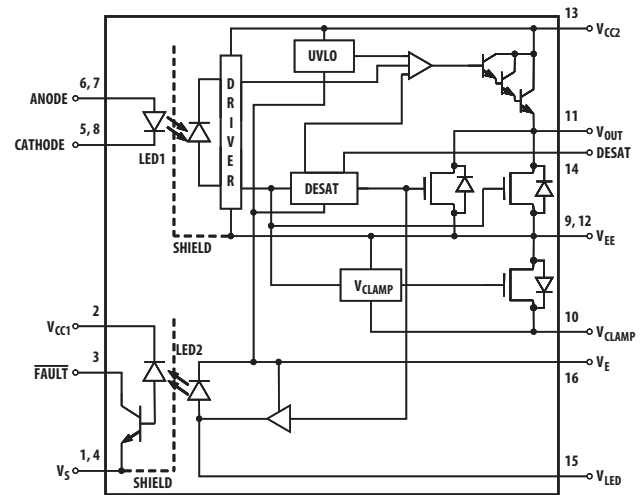 13
VCC2
UVLO
6, 7
ANODE
5, 8
CATHODE
LED1
DRIVER
11
VOUT
DESAT
14
DESAT
9, 12
VEE
SHIELD
VCLAMP
10
VCLAMP
2
VCC1
LED2
VE
16
3
FAULT
1, 4
VS
SHIELD
15
VLED